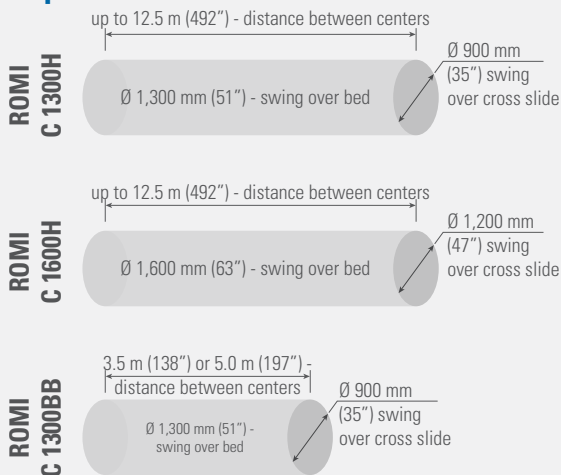 up to 12.5 m (492”) - distance between centers
ROMI
C 1300H
Ø 1,300 mm (51”) - swing over bed
Ø 900 mm
(35”) swing
over cross slide
up to 12.5 m (492”) - distance between centers
ROMI
C 1600H
Ø 1,600 mm (63”) - swing over bed
Ø 1,200 mm
(47”) swing
over cross slide
3.5 m (138”) or 5.0 m (197”) -
distance between centers
ROMI
C 1300BB
Ø 1,300 mm (51”) -
swing over bed
Ø 900 mm
(35”) swing
over cross slide